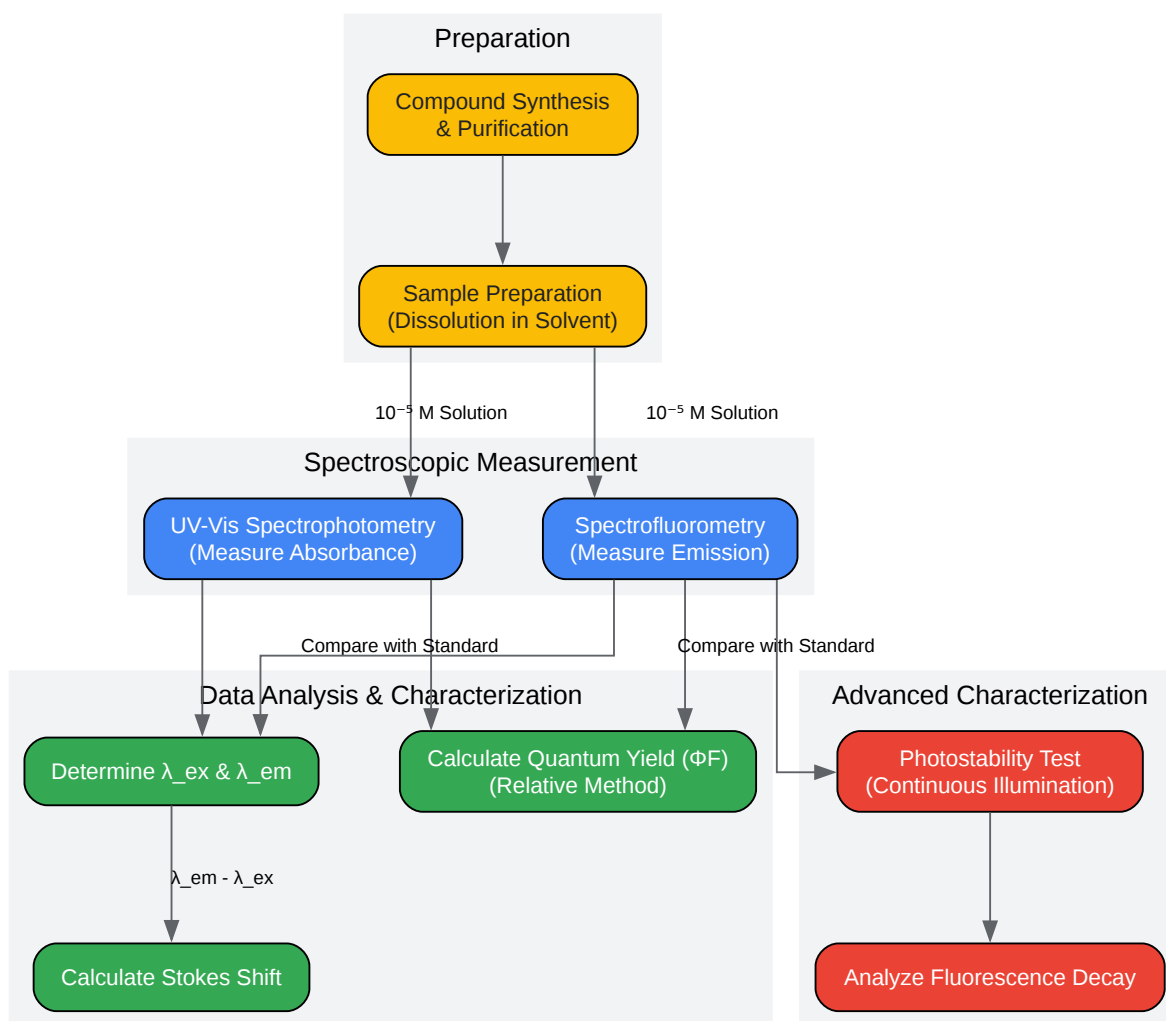 Preparation
Compound Synthesis
& Purification
Sample Preparation
(Dissolution in Solvent)
10⁻⁵ M Solution
10⁻⁵ M Solution
Spectroscopic Measurement
UV-Vis Spectrophotometry
(Measure Absorbance)
Spectrofluorometry
(Measure Emission)
Compare with Standard
Compare with Standard
Data Analysis & Characterization
Determine λ_ex & λ_em
Calculate Quantum Yield (ΦF)
(Relative Method)
λ_em - λ_ex
Calculate Stokes Shift
Advanced Characterization
Photostability Test
(Continuous Illumination)
Analyze Fluorescence Decay